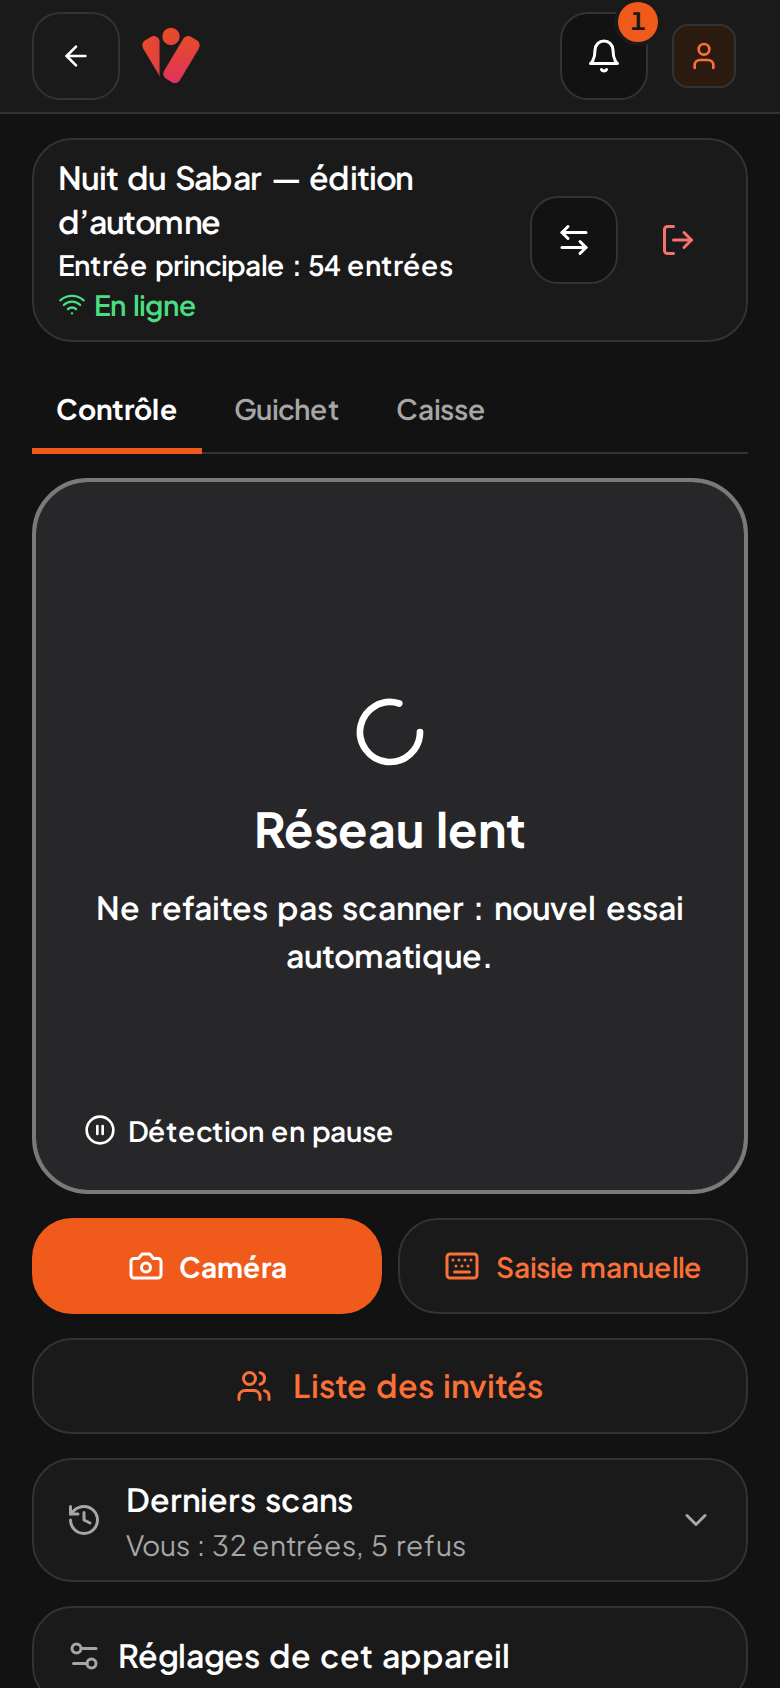 1
Nuit du Sabar — édition
d’automne
Entrée principale : 54 entrées
En ligne
Contrôle
Guichet
Caisse
Réseau lent
Ne refaites pas scanner : nouvel essai
automatique.
Détection en pause
Caméra
Saisie manuelle
Liste des invités
Derniers scans
Vous : 32 entrées, 5 refus
Réglages de cet appareil